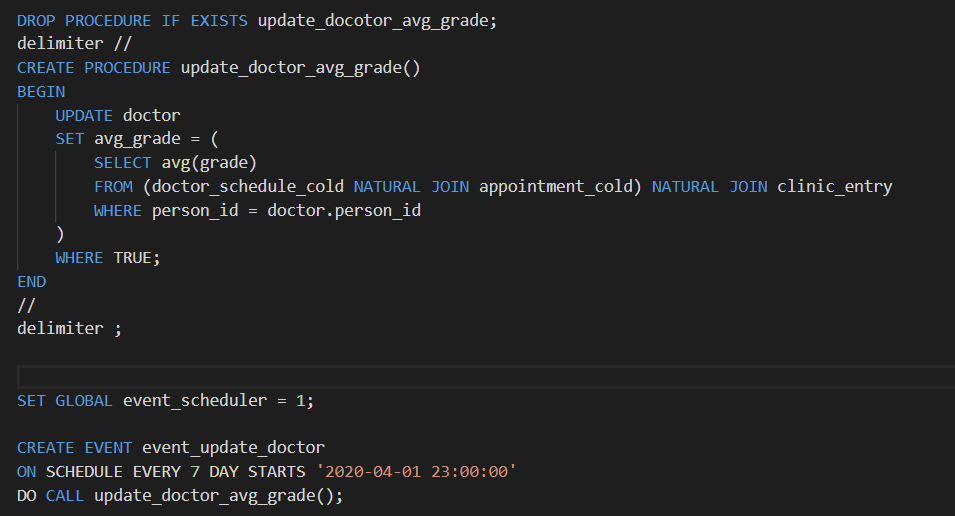 DROP PROCEDURE IF EXISTS update_docotor_avg_grade;
delimiter //
CREATE PROCEDURE update_doctor_avg_grade()
BEGIN
    UPDATE doctor
    SET avg_grade = (
        SELECT avg(grade)
        FROM (doctor_schedule_cold NATURAL JOIN appointment_cold) NATURAL JOIN clinic_entry
        WHERE person_id = doctor.person_id
    )
    WHERE TRUE;
END
//
delimiter ;
SET GLOBAL event_scheduler = 1;
CREATE EVENT event_update_doctor
ON SCHEDULE EVERY 7 DAY STARTS '2020-04-01 23:00:00'
DO CALL update_doctor_avg_grade();